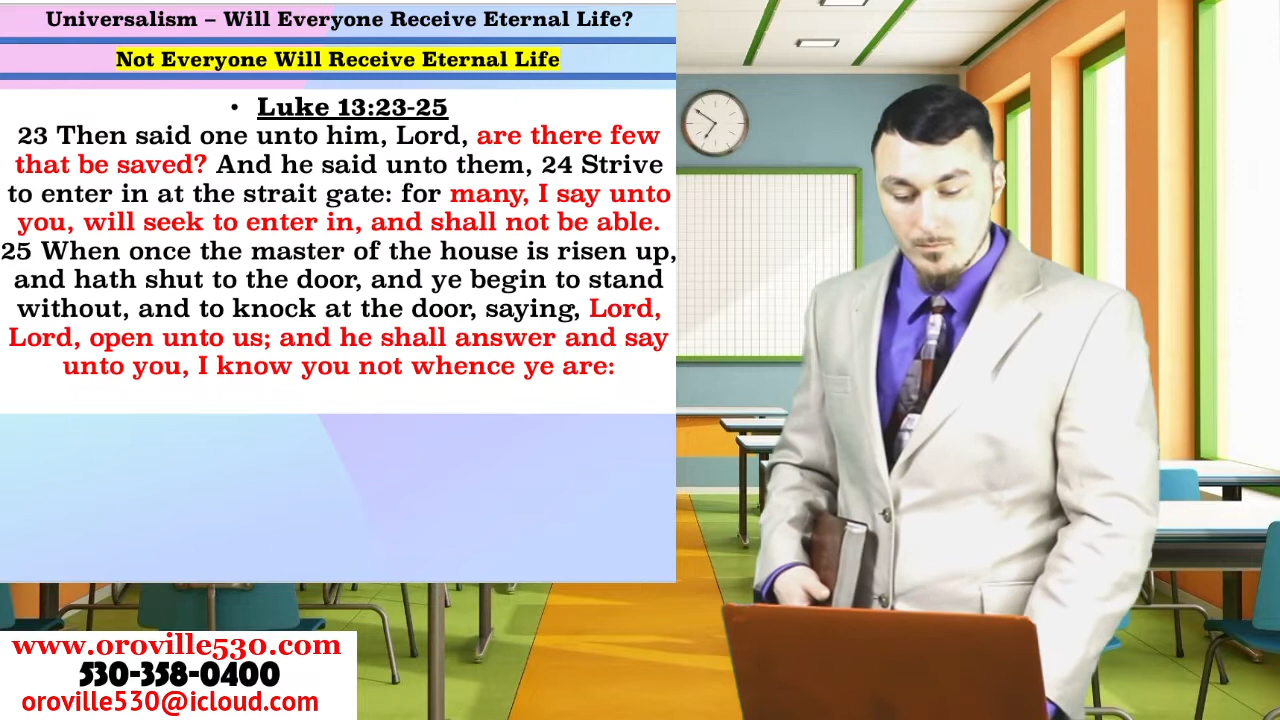 Universalism – Will Everyone Receive Eternal Life?
Not Everyone Will Receive Eternal Life
• Luke 13:23-25
23 Then said one unto him, Lord, are there few
that be saved? And he said unto them, 24 Strive
to enter in at the strait gate: for many, I say unto
you, will seek to enter in, and shall not be able.
25 When once the master of the house is risen up,
and hath shut to the door, and ye begin to stand
without, and to knock at the door, saying, Lord,
Lord, open unto us; and he shall answer and say
unto you, I know you not whence ye are:
www.oroville530.com
530-358-0400
oroville530@icloud.com